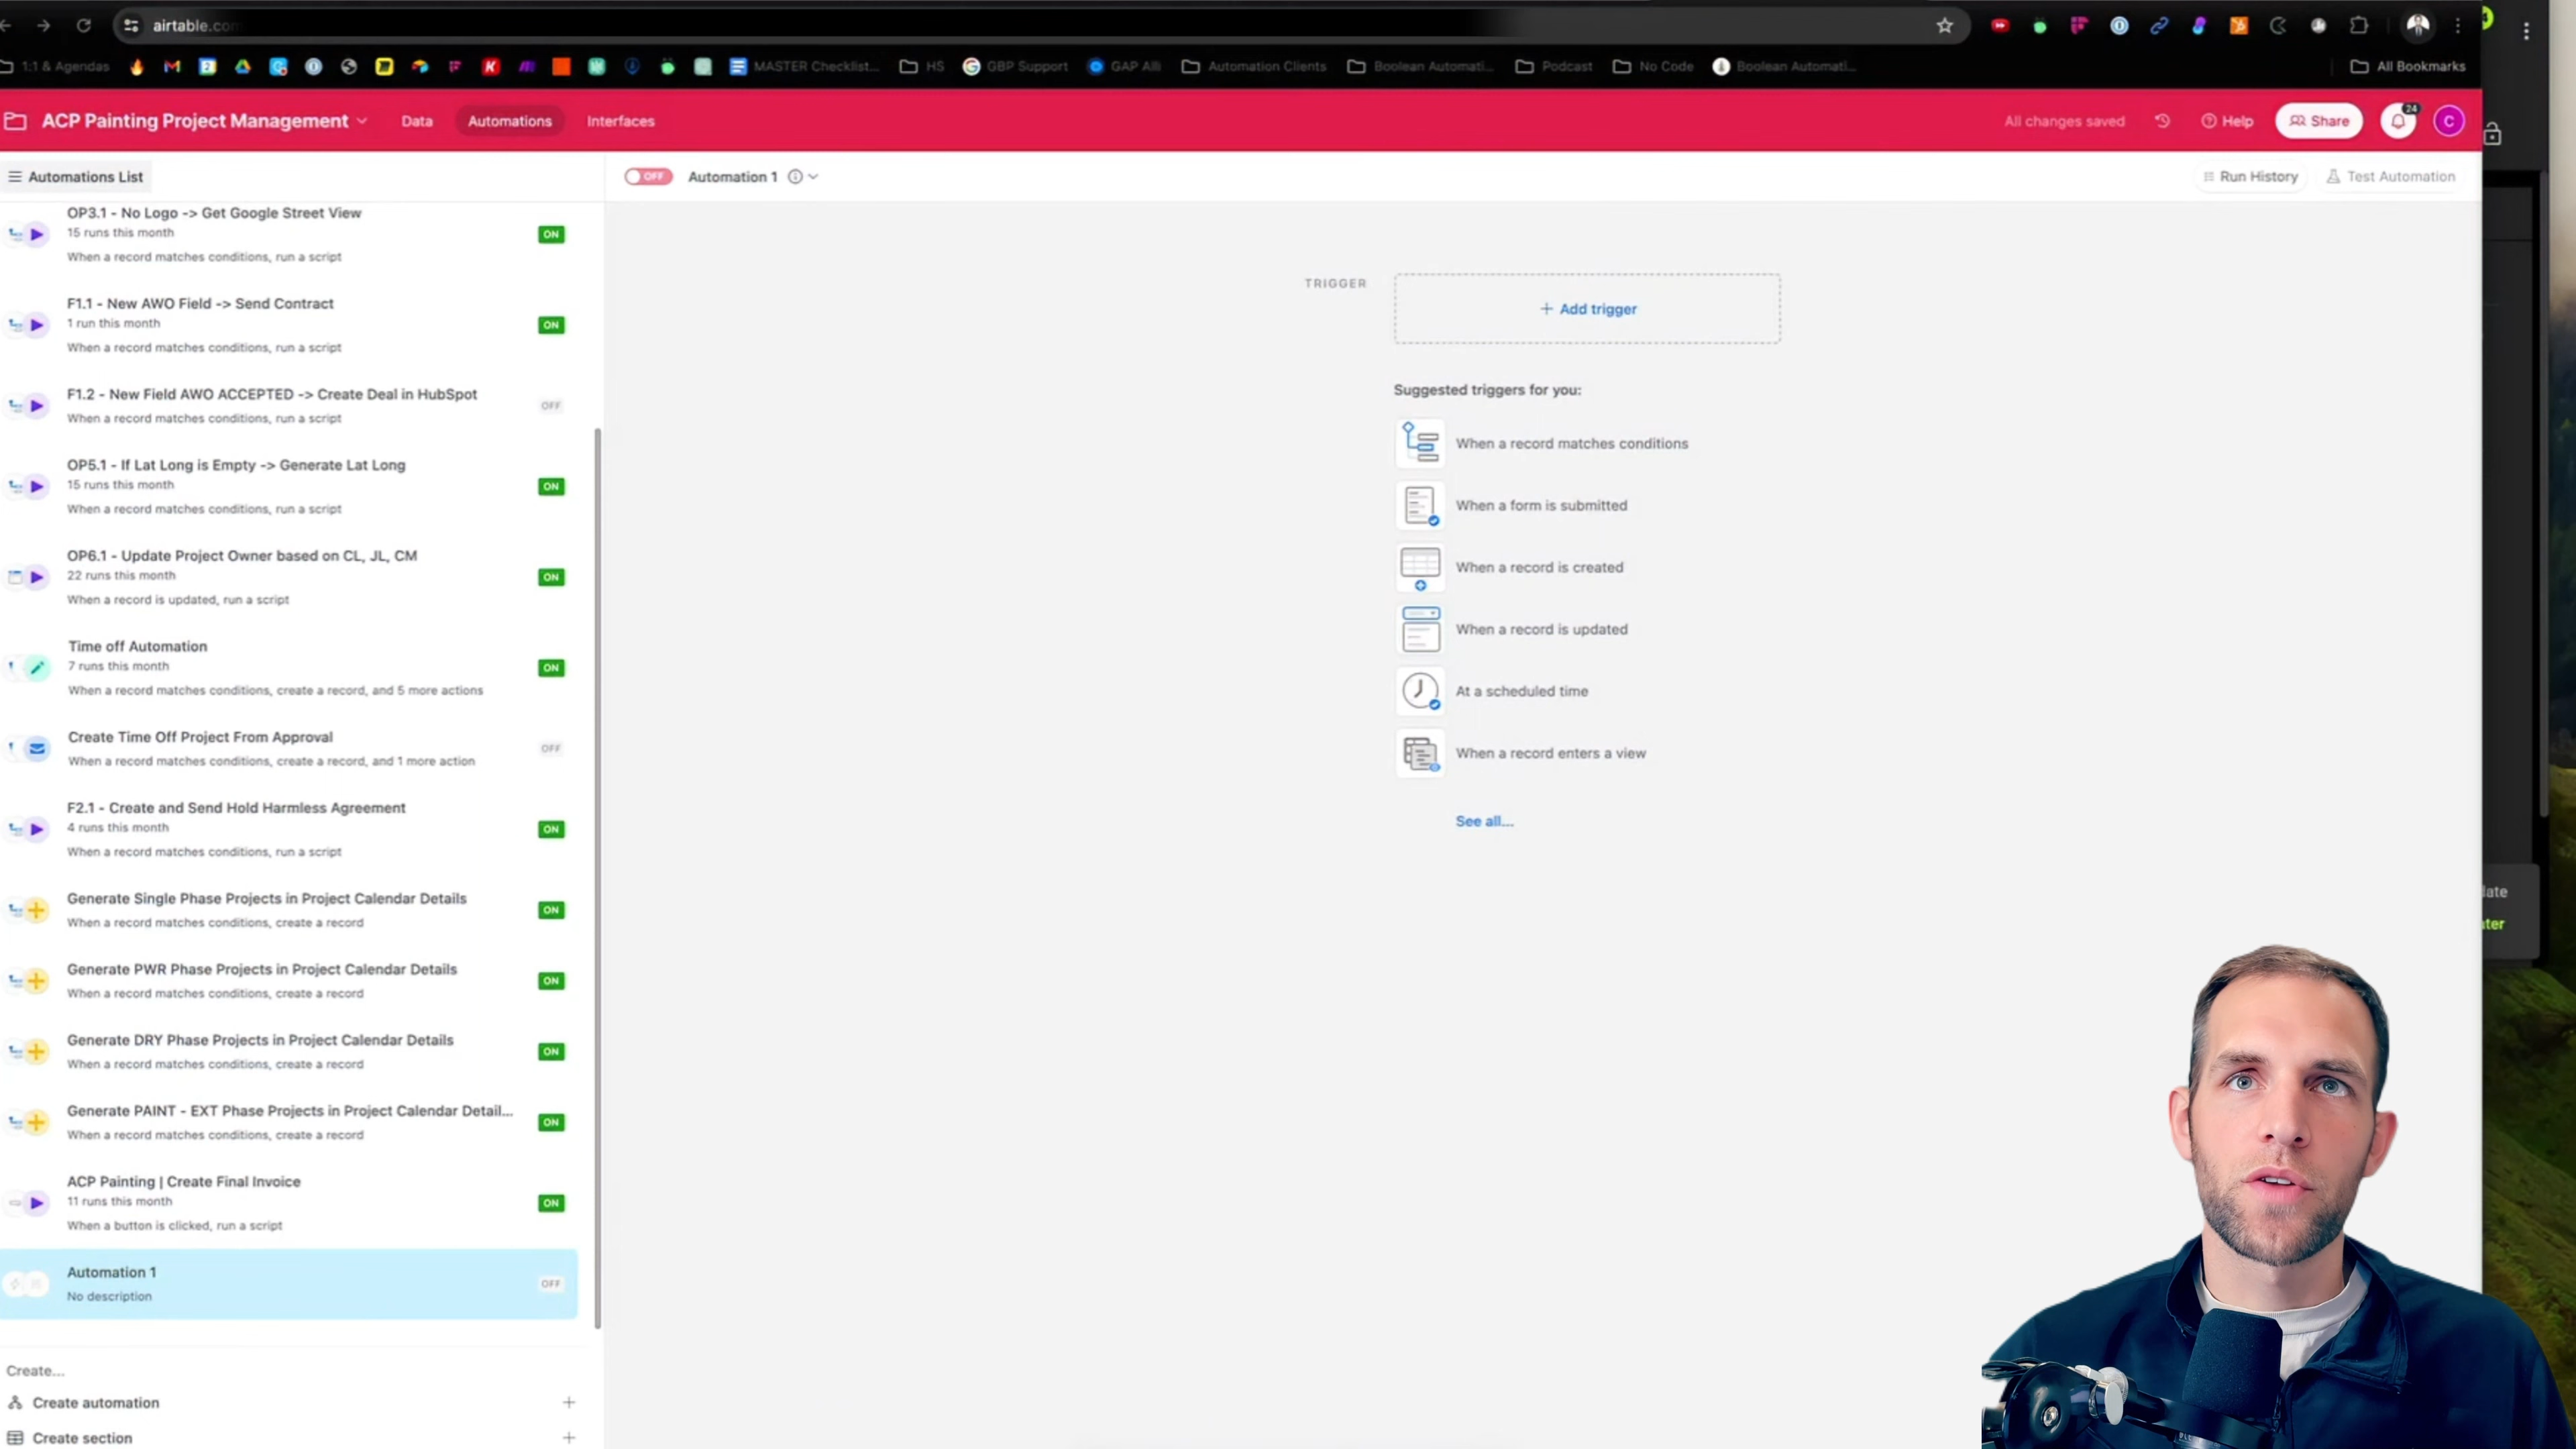 airtable.com
1:1 & Agendas
MASTER Checklist...
HS
GBP Support
GAP Alli
Automation Clients
Boolean Automati...
Podcast
No Code
Boolean Automati...
All Bookmarks
ACP Painting Project Management
Data
Automations
Interfaces
All changes saved
Help
Share
24
C
Automations List
OFF
Automation 1
Run History
Test Automation
OP3.1 - No Logo -> Get Google Street View
15 runs this month
ON
When a record matches conditions, run a script
F1.1 - New AWO Field -> Send Contract
1 run this month
ON
When a record matches conditions, run a script
F1.2 - New Field AWO ACCEPTED -> Create Deal in HubSpot
OFF
When a record matches conditions, run a script
OP5.1 - If Lat Long is Empty -> Generate Lat Long
15 runs this month
ON
When a record matches conditions, run a script
OP6.1 - Update Project Owner based on CL, JL, CM
22 runs this month
ON
When a record is updated, run a script
Time off Automation
7 runs this month
ON
When a record matches conditions, create a record, and 5 more actions
Create Time Off Project From Approval
OFF
When a record matches conditions, create a record, and 1 more action
F2.1 - Create and Send Hold Harmless Agreement
4 runs this month
ON
When a record matches conditions, run a script
Generate Single Phase Projects in Project Calendar Details
ON
When a record matches conditions, create a record
Generate PWR Phase Projects in Project Calendar Details
ON
When a record matches conditions, create a record
Generate DRY Phase Projects in Project Calendar Details
ON
When a record matches conditions, create a record
Generate PAINT - EXT Phase Projects in Project Calendar Detail...
ON
When a record matches conditions, create a record
ACP Painting | Create Final Invoice
11 runs this month
ON
When a button is clicked, run a script
Automation 1
OFF
No description
Create...
Create automation
Create section
TRIGGER
+ Add trigger
Suggested triggers for you:
When a record matches conditions
When a form is submitted
When a record is created
When a record is updated
At a scheduled time
When a record enters a view
See all...